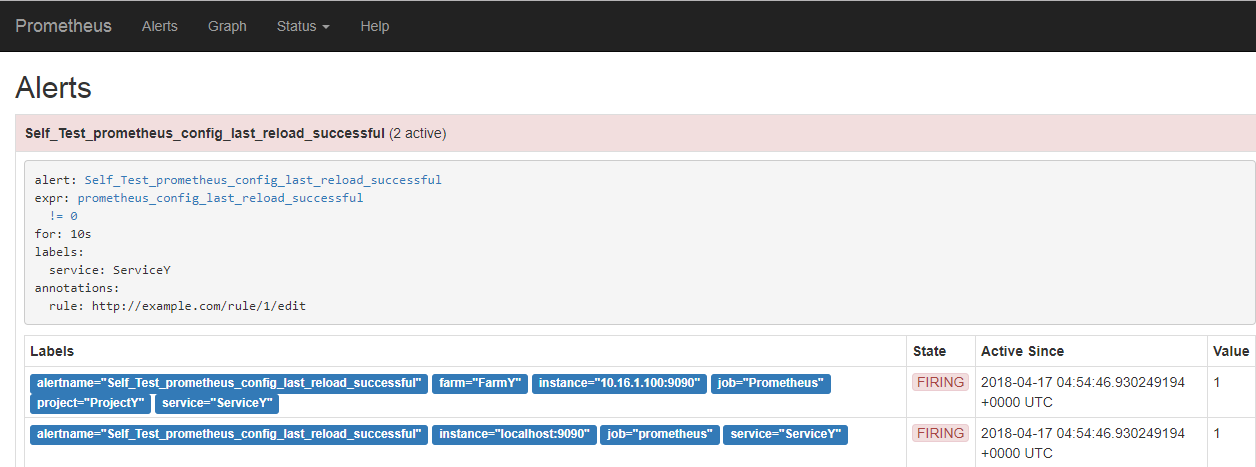 Prometheus Alerts Graph Status Help
Alerts
Self_Test_prometheus_config_last_reload_successful (2 active)
alert: Self_Test_prometheus_config_last_reload_successful
expr: prometheus_config_last_reload_successful
  != 0
for: 10s
labels:
  service: ServiceY
annotations:
  rule: http://example.com/rule/1/edit
Labels State Active Since Value
alertname="Self_Test_prometheus_config_last_reload_successful" farm="FarmY" instance="10.16.1.100:9090" job="Prometheus" FIRING 2018-04-17 04:54:46.930249194 1
project="ProjectY" service="ServiceY" +0000 UTC
alertname="Self_Test_prometheus_config_last_reload_successful" instance="localhost:9090" job="prometheus" service="ServiceY" FIRING 2018-04-17 04:54:46.930249194 1
+0000 UTC